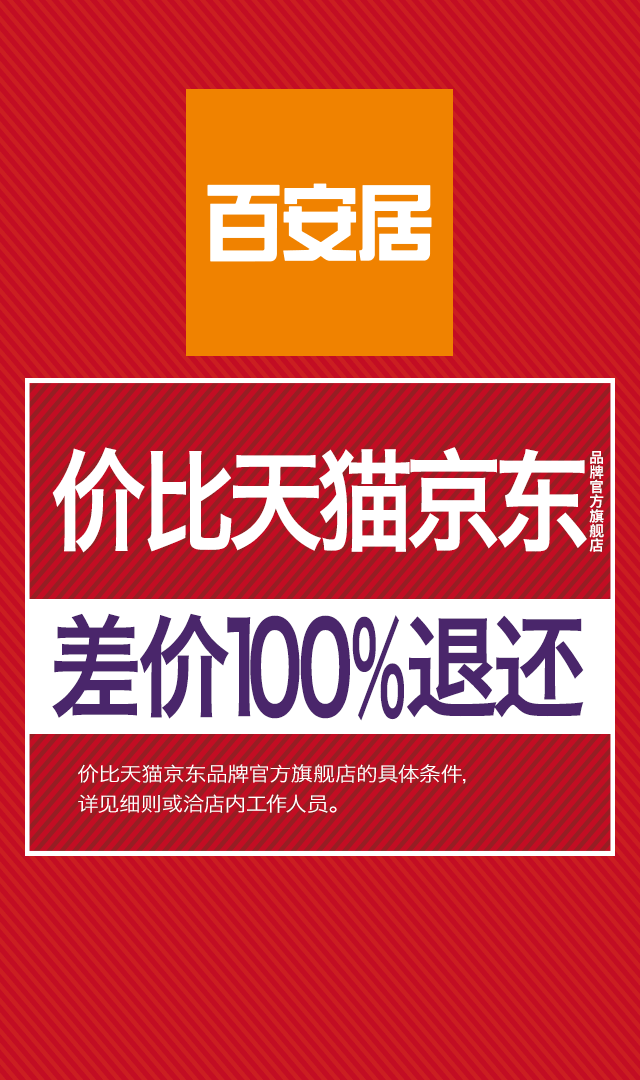 百安居
价比天猫京东
品牌官方旗舰店
差价100%退还
价比天猫京东品牌官方旗舰店的具体条件,
详见细则或洽店内工作人员。